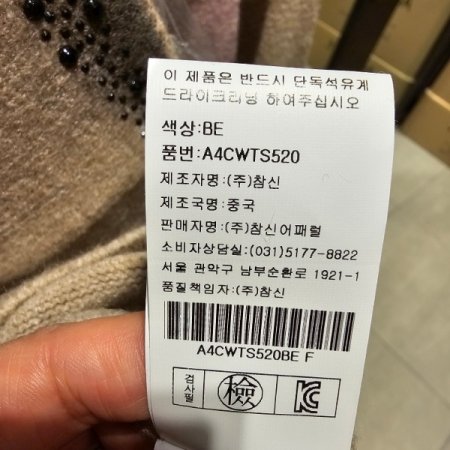 이 제품은 반드시 단독석유계
드라이크리닝 하여주십시오
색상:BE
품번:A4CWTS520
제조자명:(주)참신
제조국명:중국
판매자명:(주)참신어패럴
소비자상담실:(031)5177-8822
서울 관악구 남부순환로 1921-1
품질책임자:(주)참신
A4CWTS520BE F
검사필 檢 KC